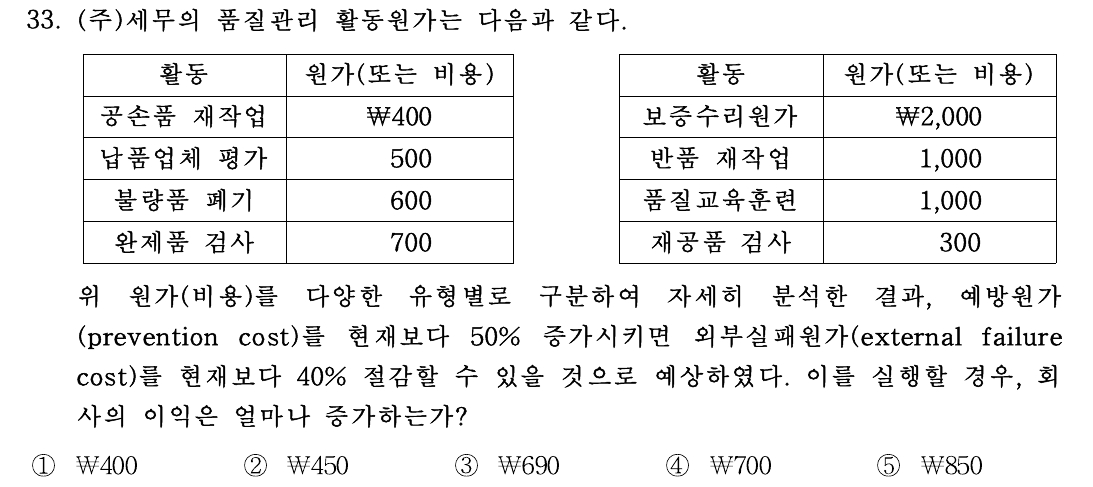 33. (주)세무의 품질관리 활동원가는 다음과 같다.
활동 원가(또는 비용)
공손품 재작업 ₩400
납품업체 평가 500
불량품 폐기 600
완제품 검사 700
활동 원가(또는 비용)
보증수리원가 ₩2,000
반품 재작업 1,000
품질교육훈련 1,000
재공품 검사 300
위 원가(비용)를 다양한 유형별로 구분하여 자세히 분석한 결과, 예방원가
(prevention cost)를 현재보다 50% 증가시키면 외부실패원가(external failure
cost)를 현재보다 40% 절감할 수 있을 것으로 예상하였다. 이를 실행할 경우, 회
사의 이익은 얼마나 증가하는가?
① ₩400 ② ₩450 ③ ₩690 ④ ₩700 ⑤ ₩850